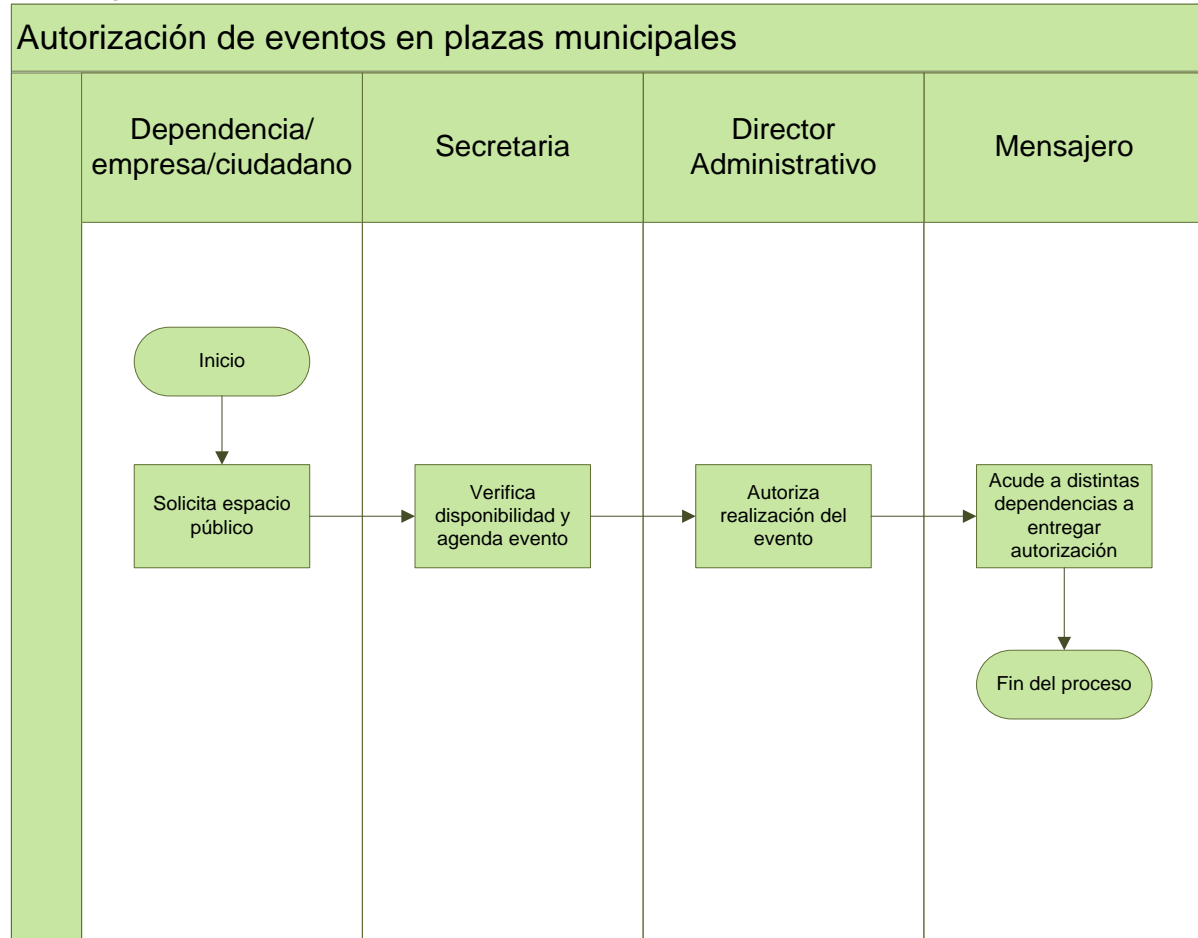 Autorización de eventos en plazas municipales
Dependencia/
empresa/ciudadano
Secretaria
Director
Administrativo
Mensajero
Inicio
Solicita espacio
público
Verifica
disponibilidad y
agenda evento
Autoriza
realización del
evento
Acude a distintas
dependencias a
entregar
autorización
Fin del proceso